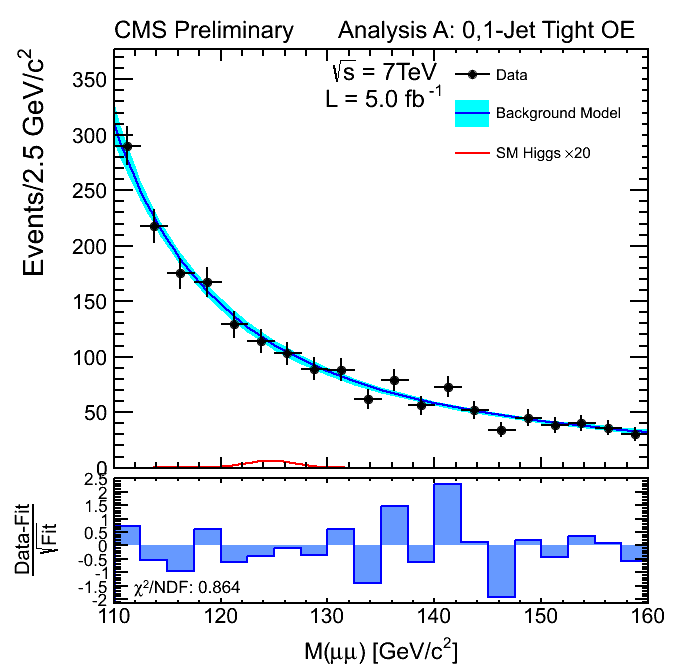 CMS Preliminary Analysis A: 0,1-Jet Tight OE
√s = 7TeV
L = 5.0 fb⁻¹
Data
Background Model
SM Higgs ×20
Events/2.5 GeV/c²
350
300
250
200
150
100
50
0
Data-Fit
√Fit
2.5
1.5
0.5
-0.5
-1
-1.5
-2
χ²/NDF: 0.864
110 120 130 140 150 160
M(μμ) [GeV/c²]